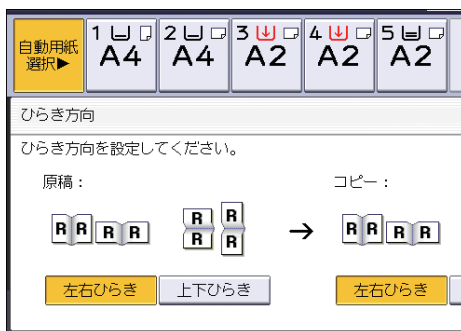 自動用紙
選択▶
1
A4
2
A4
3
A2
4
A2
5
A2
ひらき方向
ひらき方向を設定してください。
原稿：
コピー：
R R R R
R R
R R
→
R R R R
左右ひらき
上下ひらき
左右ひらき